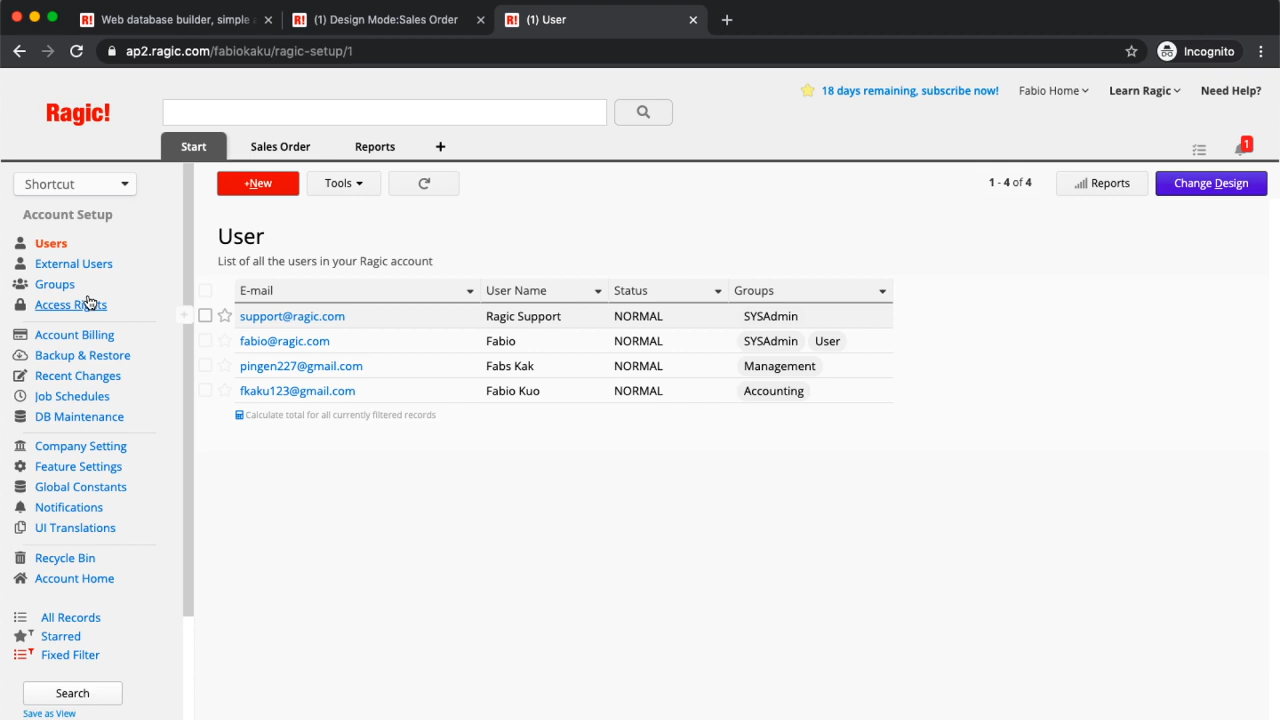 R! Web database builder, simple a
R! (1) Design Mode:Sales Order
R! (1) User
ap2.ragic.com/fabiokaku/ragic-setup/1
Incognito
Ragic!
18 days remaining, subscribe now!
Fabio Home
Learn Ragic
Need Help?
Start
Sales Order
Reports
+
1
Shortcut
Account Setup
Users
External Users
Groups
Access Rights
Account Billing
Backup & Restore
Recent Changes
Job Schedules
DB Maintenance
Company Setting
Feature Settings
Global Constants
Notifications
UI Translations
Recycle Bin
Account Home
All Records
Starred
Fixed Filter
Search
Save as View
+New
Tools
1 - 4 of 4
Reports
Change Design
User
List of all the users in your Ragic account
E-mail User Name Status Groups
support@ragic.com Ragic Support NORMAL SYSAdmin
fabio@ragic.com Fabio NORMAL SYSAdmin User
pingen227@gmail.com Fabs Kak NORMAL Management
fkaku123@gmail.com Fabio Kuo NORMAL Accounting
Calculate total for all currently filtered records